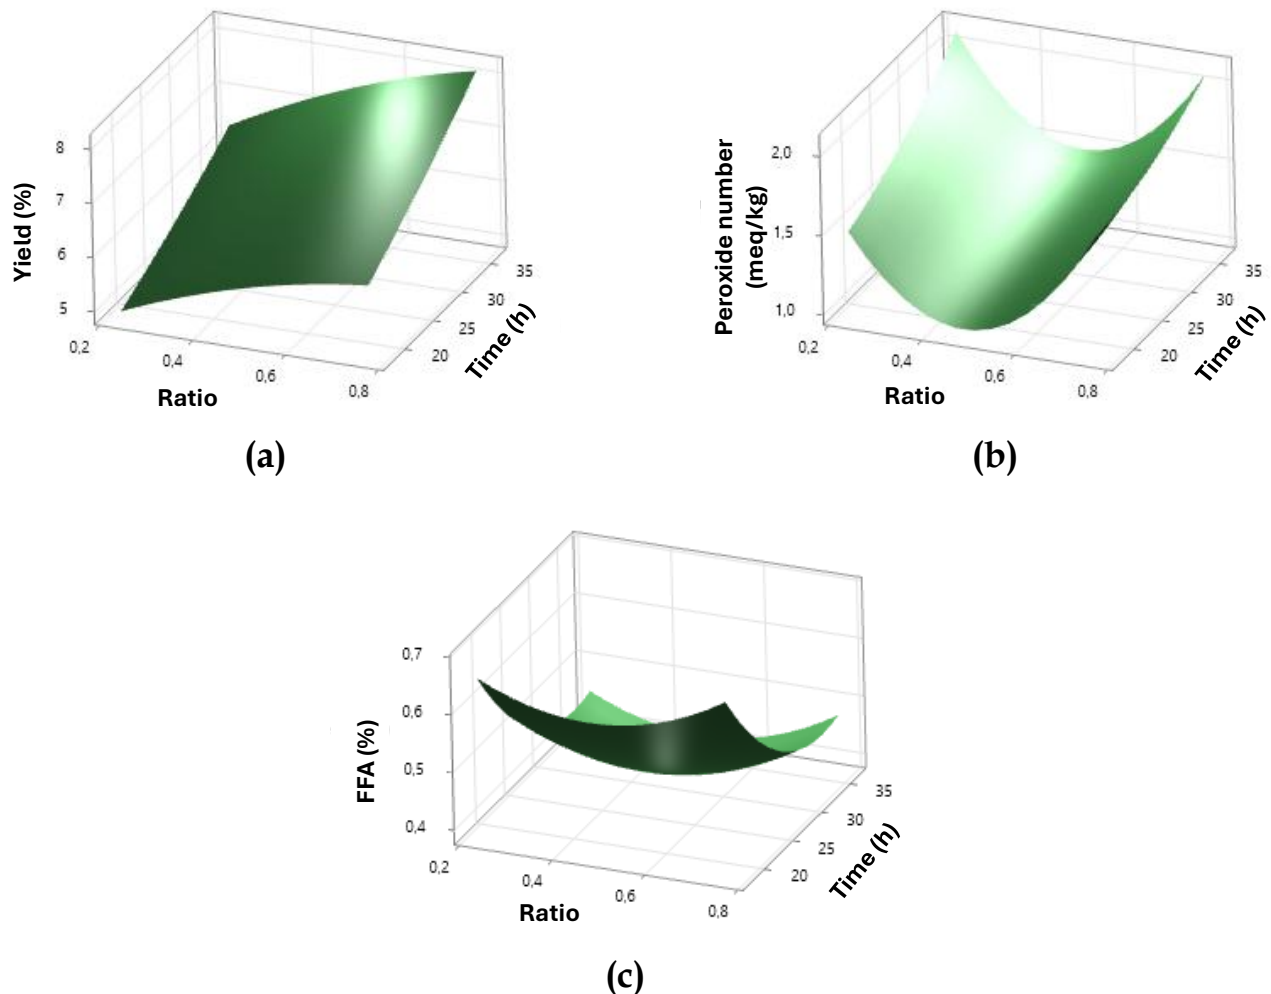 Yield (%)
8
7
6
5
0,2
0,4
0,6
0,8
Ratio
20
25
30
35
Time (h)
(a)
Peroxide number
(meq/kg)
2,0
1,5
1,0
0,2
0,4
0,6
0,8
Ratio
20
25
30
35
Time (h)
(b)
FFA (%)
0,7
0,6
0,5
0,4
0,2
0,4
0,6
0,8
Ratio
20
25
30
35
Time (h)
(c)